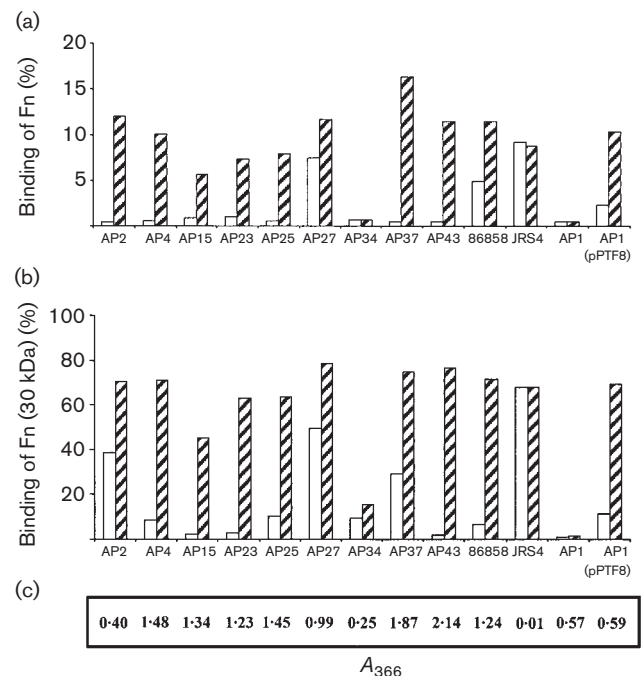 (a)
Binding of Fn (%)
20
15
10
5
AP2 AP4 AP15 AP23 AP25 AP27 AP34 AP37 AP43 86858 JRS4 AP1 AP1
(pPTF8)
(b)
Binding of Fn (30 kDa) (%)
100
80
60
40
20
AP2 AP4 AP15 AP23 AP25 AP27 AP34 AP37 AP43 86858 JRS4 AP1 AP1
(pPTF8)
(c)
0·40 1·48 1·34 1·23 1·45 0·99 0·25 1·87 2·14 1·24 0·01 0·57 0·59
A366